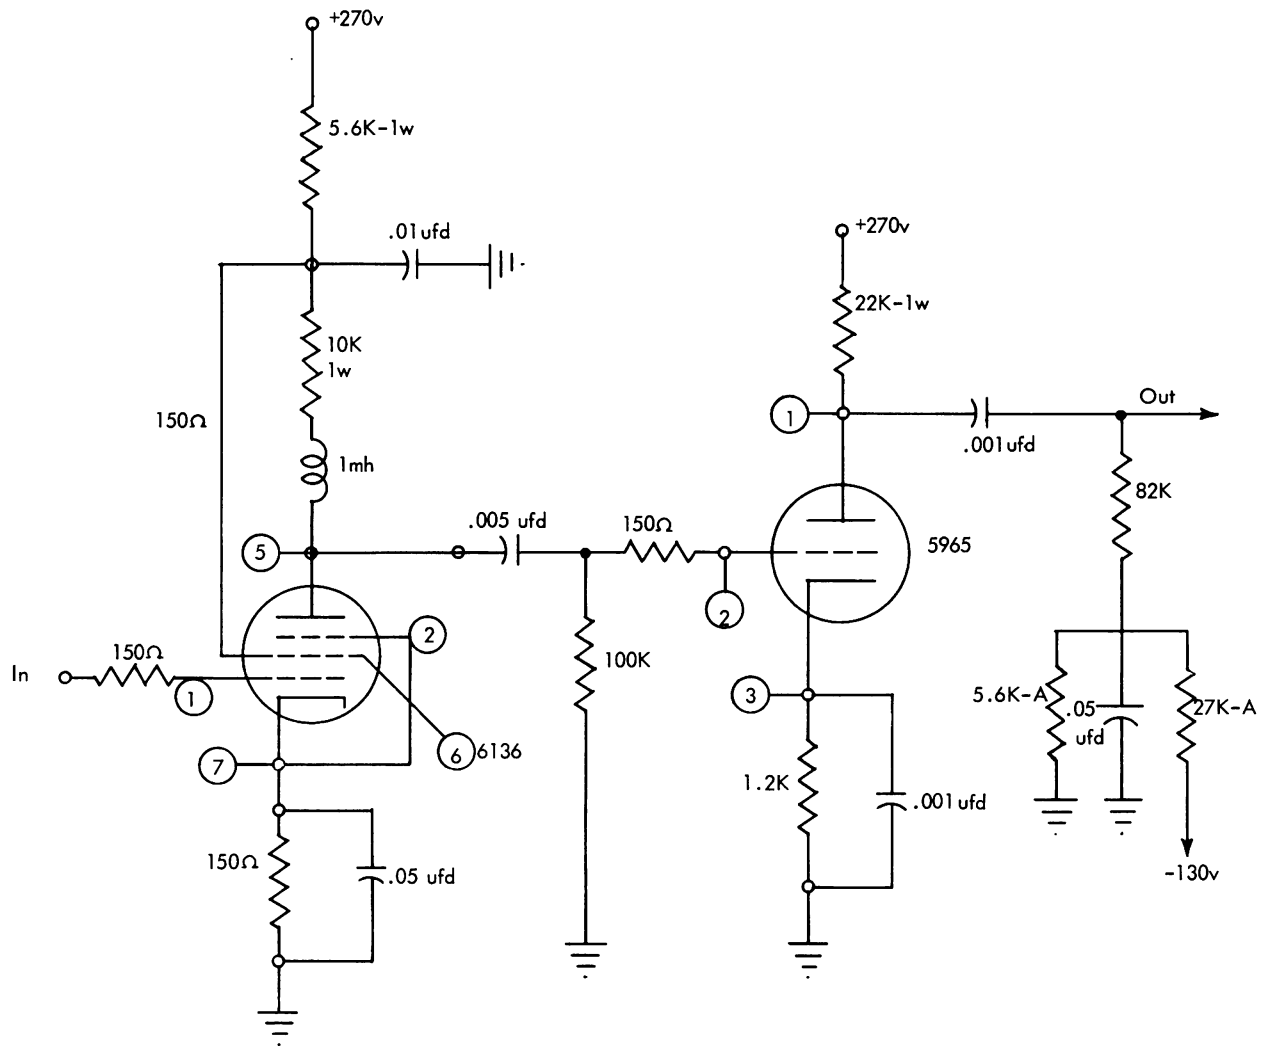 +270v
5.6K-1w
.01ufd
+270v
22K-1w
10K
1w
150Ω
1
Out
.001ufd
1mh
82K
5
.005 ufd
150Ω
5965
2
2
150Ω
In
1
100K
3
5.6K-A
.05
ufd
27K-A
6
6136
7
1.2K
.001ufd
150Ω
.05 ufd
-130v